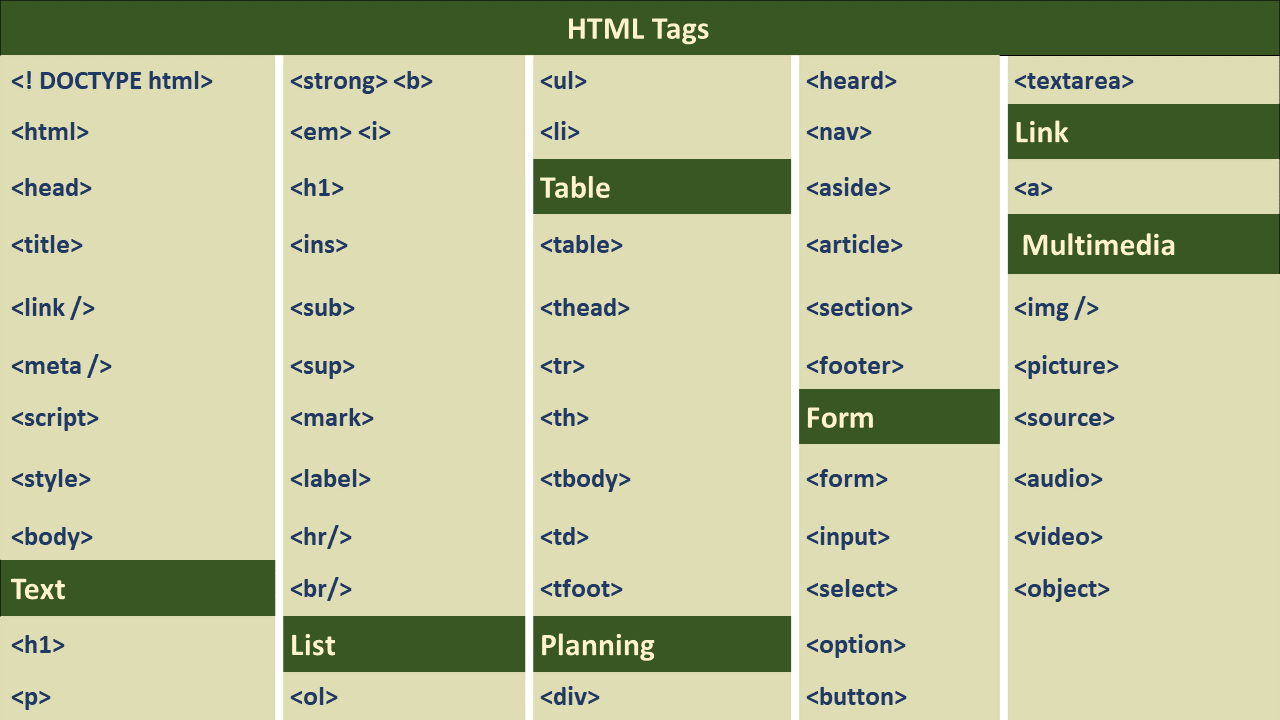 HTML Tags
<! DOCTYPE html>
<html>
<head>
<title>
<link />
<meta />
<script>
<style>
<body>
Text
<h1>
<p>
<strong> <b>
<em> <i>
<h1>
<ins>
<sub>
<sup>
<mark>
<label>
<hr/>
<br/>
List
<ol>
<ul>
<li>
Table
<table>
<thead>
<tr>
<th>
<tbody>
<td>
<tfoot>
Planning
<div>
<heard>
<nav>
<aside>
<article>
<section>
<footer>
Form
<form>
<input>
<select>
<option>
<button>
<textarea>
Link
<a>
Multimedia
<img />
<picture>
<source>
<audio>
<video>
<object>